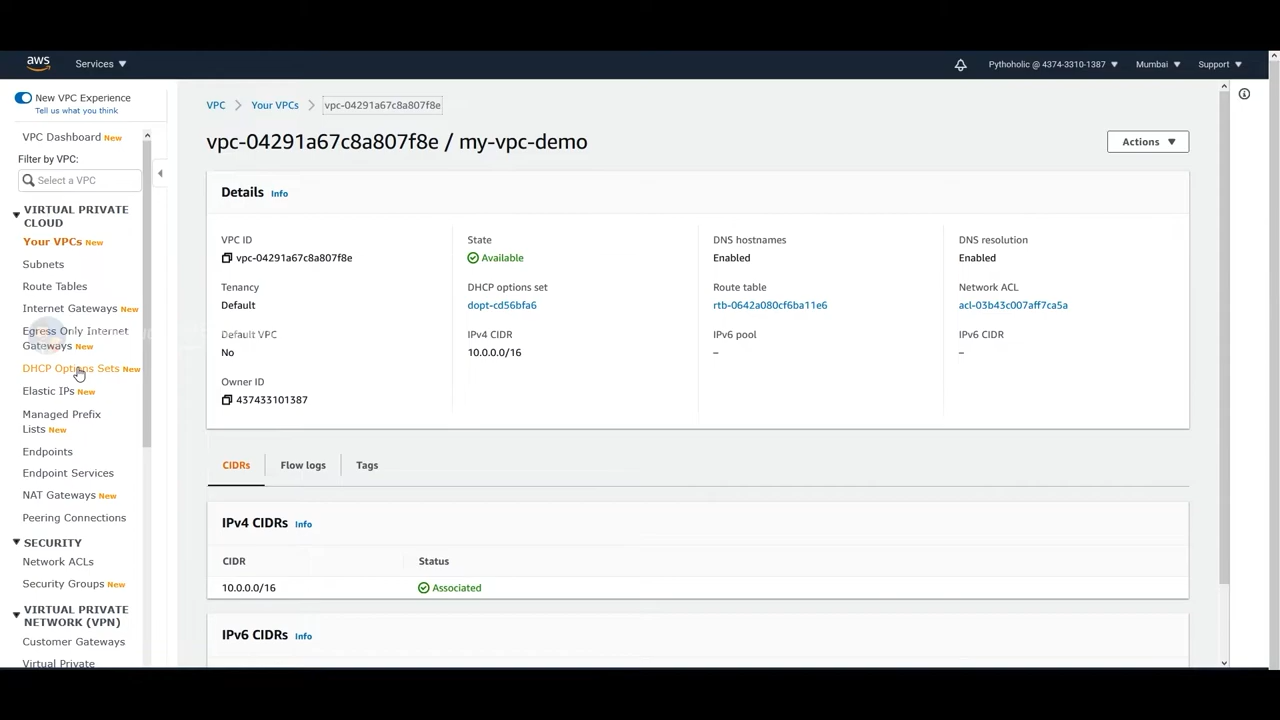 aws
Services
Pythoholic @ 4374-3310-1387
Mumbai
Support
New VPC Experience
Tell us what you think
VPC Dashboard New
Filter by VPC:
Select a VPC
VIRTUAL PRIVATE
CLOUD
Your VPCs New
Subnets
Route Tables
Internet Gateways New
Egress Only Internet
Gateways New
DHCP Options Sets New
Elastic IPs New
Managed Prefix
Lists New
Endpoints
Endpoint Services
NAT Gateways New
Peering Connections
SECURITY
Network ACLs
Security Groups New
VIRTUAL PRIVATE
NETWORK (VPN)
Customer Gateways
Virtual Private
VPC > Your VPCs > vpc-04291a67c8a807f8e
vpc-04291a67c8a807f8e / my-vpc-demo
Actions
Details Info
VPC ID
vpc-04291a67c8a807f8e
State
Available
DNS hostnames
Enabled
DNS resolution
Enabled
Tenancy
Default
DHCP options set
dopt-cd56bfa6
Route table
rtb-0642a080cf6ba11e6
Network ACL
acl-03b43c007aff7ca5a
Default VPC
No
IPv4 CIDR
10.0.0.0/16
IPv6 pool
–
IPv6 CIDR
–
Owner ID
437433101387
CIDRs
Flow logs
Tags
IPv4 CIDRs Info
CIDR
Status
10.0.0.0/16
Associated
IPv6 CIDRs Info